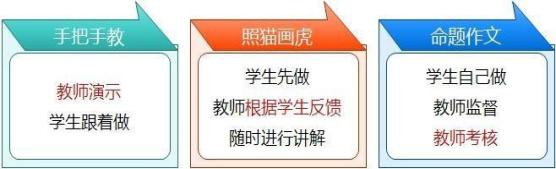 手把手教
教师演示
学生跟着做
照猫画虎
学生先做
教师根据学生反馈
随时进行讲解
命题作文
学生自己做
教师监督
教师考核